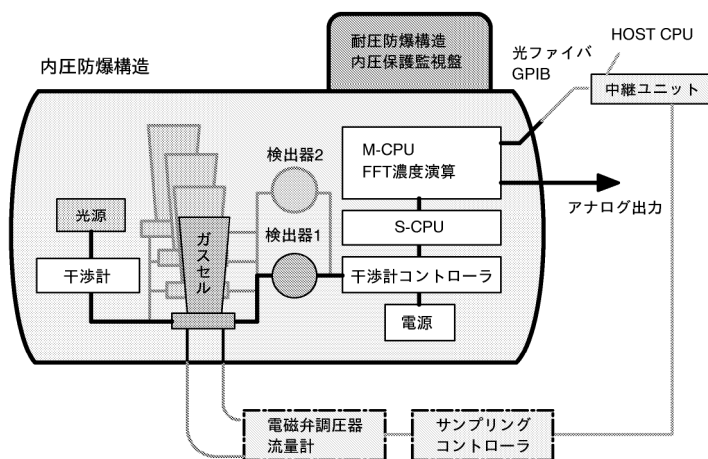 耐圧防爆構造
内圧保護監視盤
内圧防爆構造
光ファイバ
GPIB
HOST CPU
中継ユニット
検出器2
M-CPU
FFT濃度演算
アナログ出力
光源
ガスセル
検出器1
S-CPU
干渉計
干渉計コントローラ
電源
電磁弁調圧器
流量計
サンプリング
コントローラ